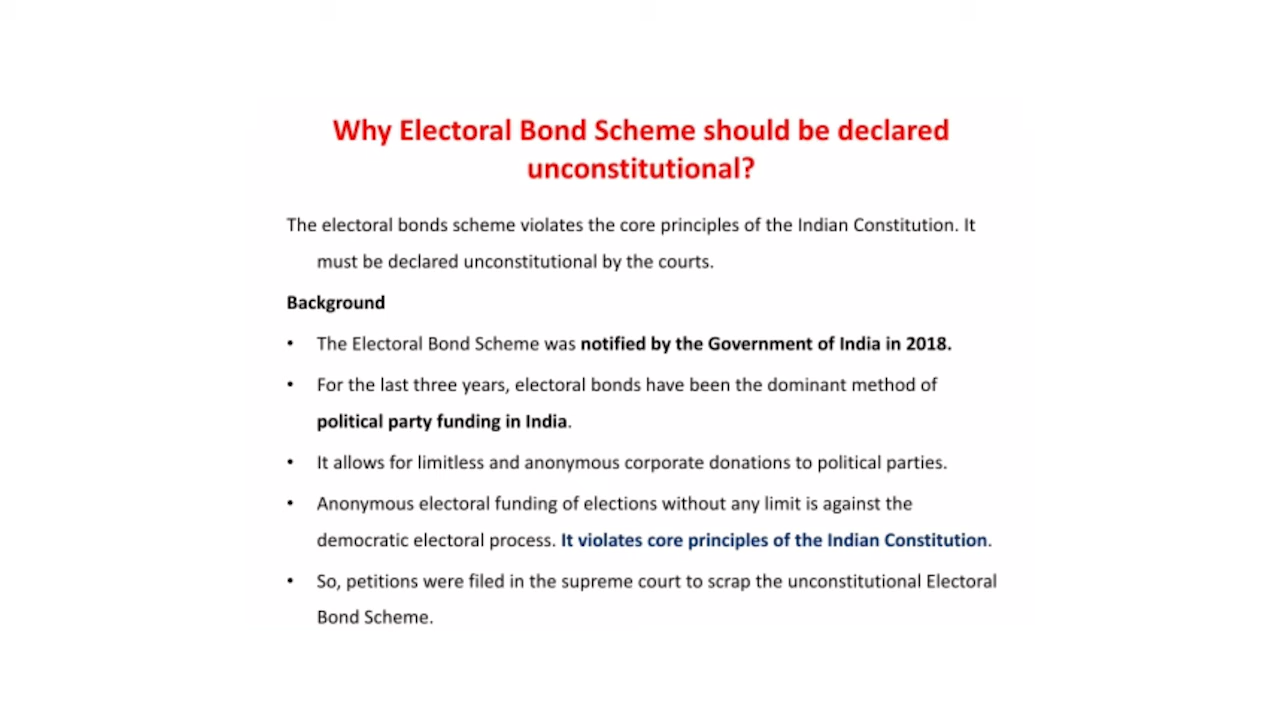 Why Electoral Bond Scheme should be declared
unconstitutional?
The electoral bonds scheme violates the core principles of the Indian Constitution. It
must be declared unconstitutional by the courts.
Background
• The Electoral Bond Scheme was notified by the Government of India in 2018.
• For the last three years, electoral bonds have been the dominant method of
political party funding in India.
• It allows for limitless and anonymous corporate donations to political parties.
• Anonymous electoral funding of elections without any limit is against the
democratic electoral process. It violates core principles of the Indian Constitution.
• So, petitions were filed in the supreme court to scrap the unconstitutional Electoral
Bond Scheme.